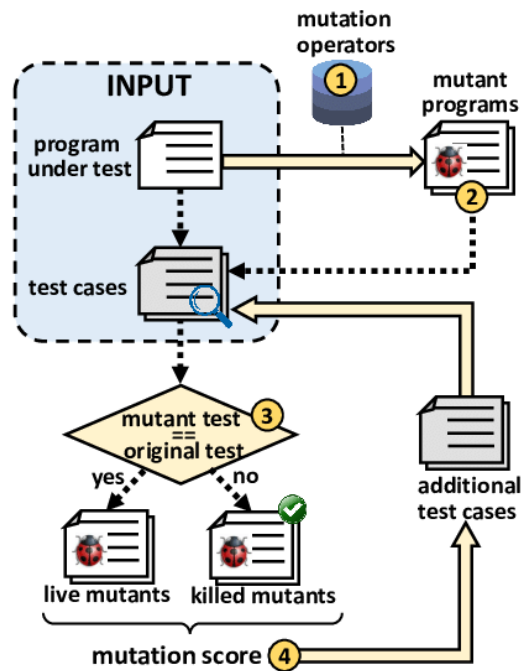 mutation
operators
1
INPUT
mutant
programs
program
under test
2
test cases
mutant test
==
original test
3
yes
no
additional
test cases
live mutants
killed mutants
mutation score
4